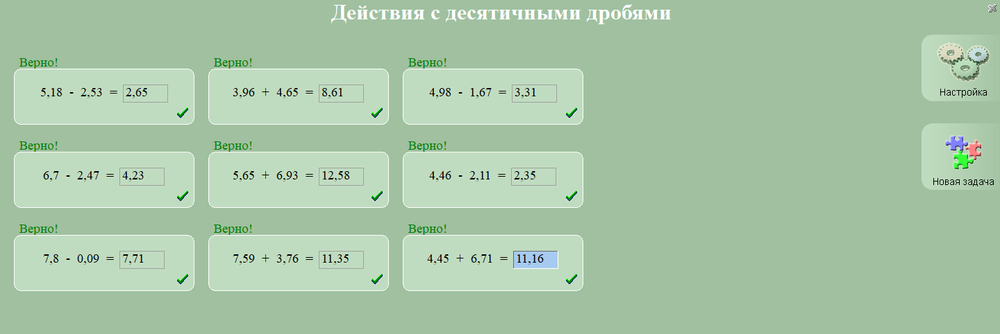 Действия с десятичными дробями
Верно! Верно! Верно!
5,18 - 2,53 = 2,65 3,96 + 4,65 = 8,61 4,98 - 1,67 = 3,31
Настройка
Верно! Верно! Верно!
6,7 - 2,47 = 4,23 5,65 + 6,93 = 12,58 4,46 - 2,11 = 2,35
Новая задача
Верно! Верно! Верно!
7,8 - 0,09 = 7,71 7,59 + 3,76 = 11,35 4,45 + 6,71 = 11,16